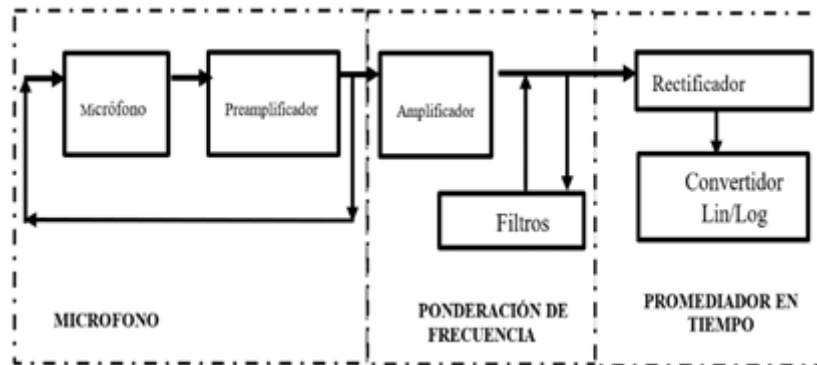 Micrófono
Preamplificador
Amplificador
Filtros
Rectificador
Convertidor
Lin/Log
MICROFONO
PONDERACIÓN DE
FRECUENCIA
PROMEDIADOR EN
TIEMPO